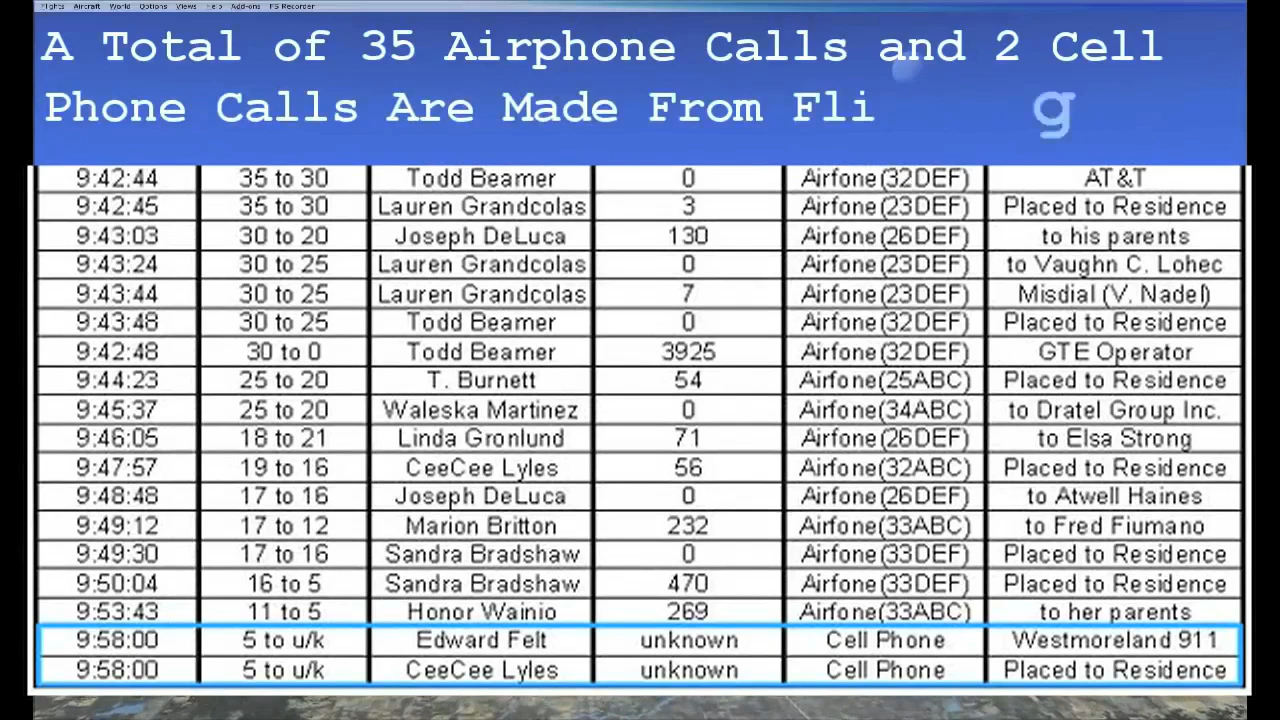 Flights Aircraft World Options Views Help Add-ons FS Recorder
A Total of 35 Airphone Calls and 2 Cell
Phone Calls Are Made From Fli g
9:42:44 35 to 30 Todd Beamer 0 Airfone(32DEF) AT&T
9:42:45 35 to 30 Lauren Grandcolas 3 Airfone(23DEF) Placed to Residence
9:43:03 30 to 20 Joseph DeLuca 130 Airfone(26DEF) to his parents
9:43:24 30 to 25 Lauren Grandcolas 0 Airfone(23DEF) to Vaughn C. Lohec
9:43:44 30 to 25 Lauren Grandcolas 7 Airfone(23DEF) Misdial (V. Nadel)
9:43:48 30 to 25 Todd Beamer 0 Airfone(32DEF) Placed to Residence
9:42:48 30 to 0 Todd Beamer 3925 Airfone(32DEF) GTE Operator
9:44:23 25 to 20 T. Burnett 54 Airfone(25ABC) Placed to Residence
9:45:37 25 to 20 Waleska Martinez 0 Airfone(34ABC) to Dratel Group Inc.
9:46:05 18 to 21 Linda Gronlund 71 Airfone(26DEF) to Elsa Strong
9:47:57 19 to 16 CeeCee Lyles 56 Airfone(32ABC) Placed to Residence
9:48:48 17 to 16 Joseph DeLuca 0 Airfone(26DEF) to Atwell Haines
9:49:12 17 to 12 Marion Britton 232 Airfone(33ABC) to Fred Fiumano
9:49:30 17 to 16 Sandra Bradshaw 0 Airfone(33DEF) Placed to Residence
9:50:04 16 to 5 Sandra Bradshaw 470 Airfone(33DEF) Placed to Residence
9:53:43 11 to 5 Honor Wainio 269 Airfone(33ABC) to her parents
9:58:00 5 to u/k Edward Felt unknown Cell Phone Westmoreland 911
9:58:00 5 to u/k CeeCee Lyles unknown Cell Phone Placed to Residence